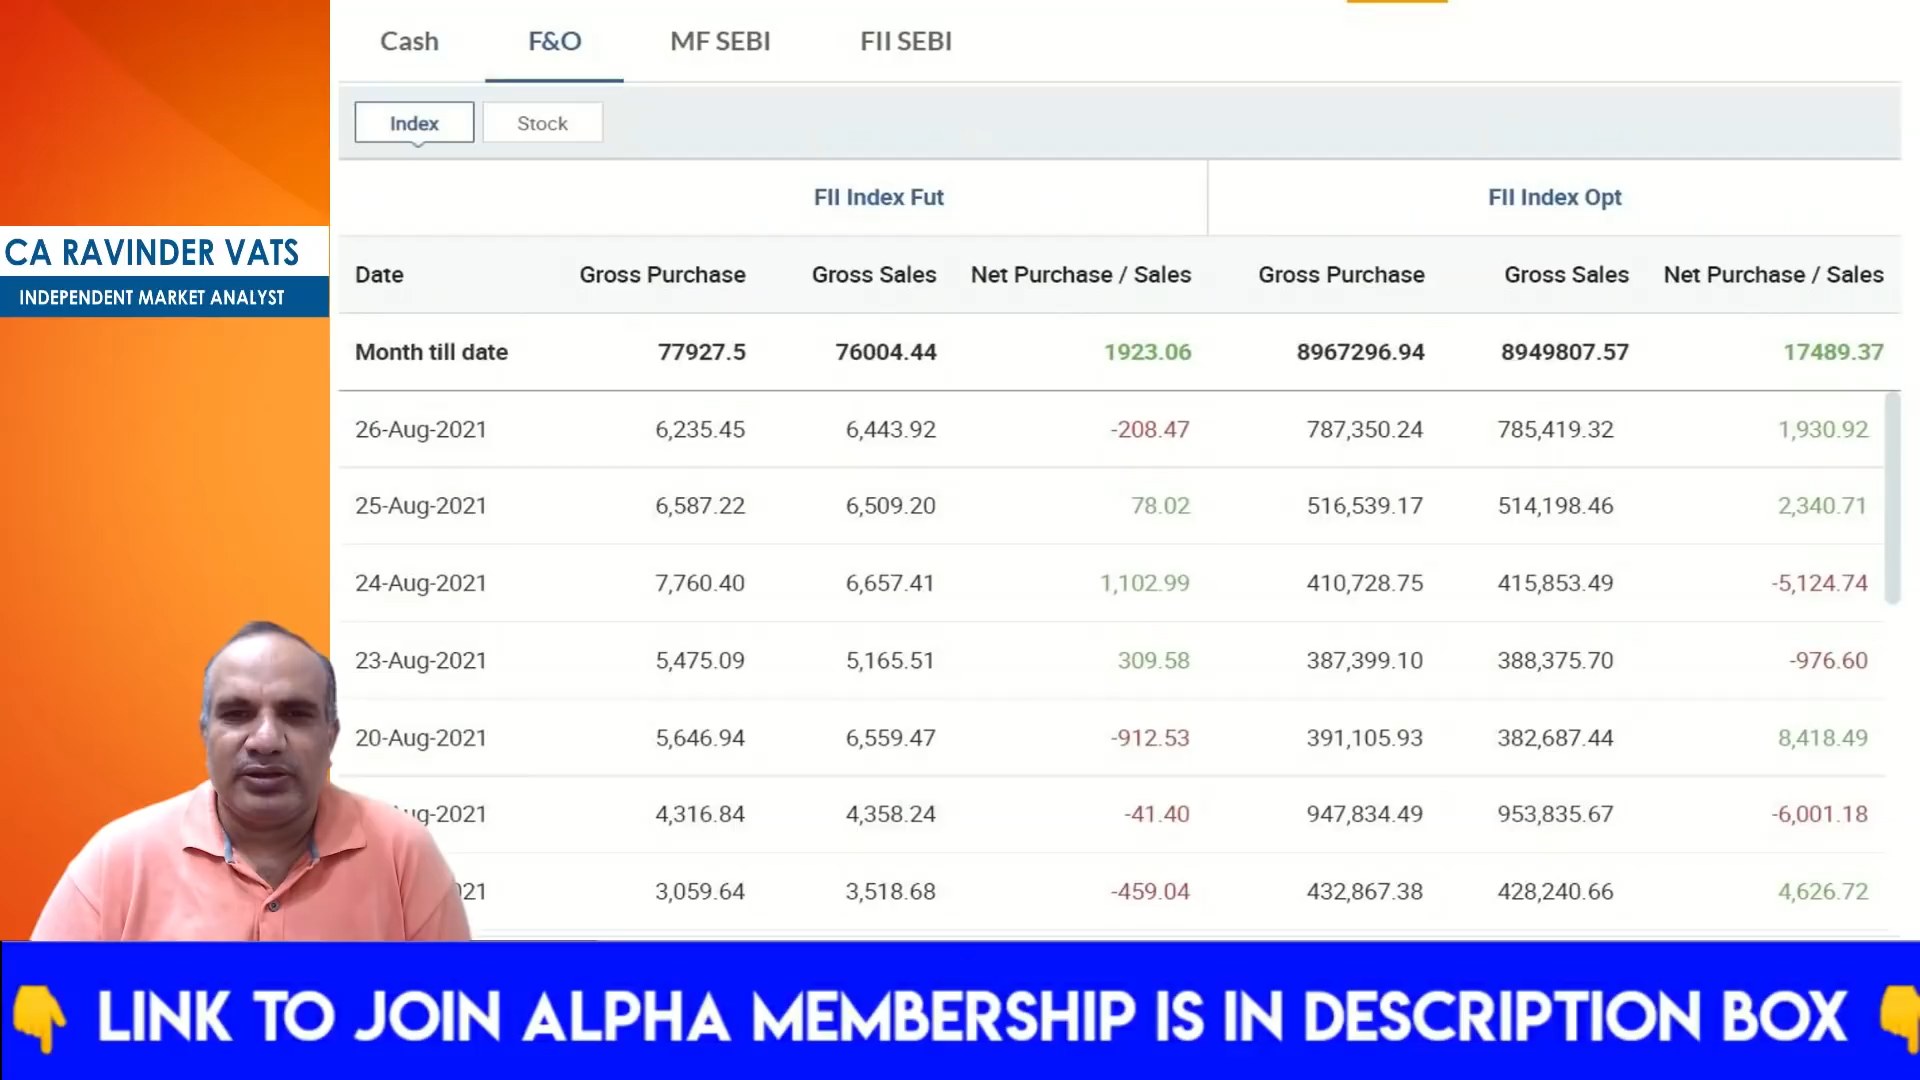 Cash F&O MF SEBI FII SEBI
Index Stock
FII Index Fut FII Index Opt
CA RAVINDER VATS
INDEPENDENT MARKET ANALYST
Date Gross Purchase Gross Sales Net Purchase / Sales Gross Purchase Gross Sales Net Purchase / Sales
Month till date 77927.5 76004.44 1923.06 8967296.94 8949807.57 17489.37
26-Aug-2021 6,235.45 6,443.92 -208.47 787,350.24 785,419.32 1,930.92
25-Aug-2021 6,587.22 6,509.20 78.02 516,539.17 514,198.46 2,340.71
24-Aug-2021 7,760.40 6,657.41 1,102.99 410,728.75 415,853.49 -5,124.74
23-Aug-2021 5,475.09 5,165.51 309.58 387,399.10 388,375.70 -976.60
20-Aug-2021 5,646.94 6,559.47 -912.53 391,105.93 382,687.44 8,418.49
ug-2021 4,316.84 4,358.24 -41.40 947,834.49 953,835.67 -6,001.18
21 3,059.64 3,518.68 -459.04 432,867.38 428,240.66 4,626.72
LINK TO JOIN ALPHA MEMBERSHIP IS IN DESCRIPTION BOX